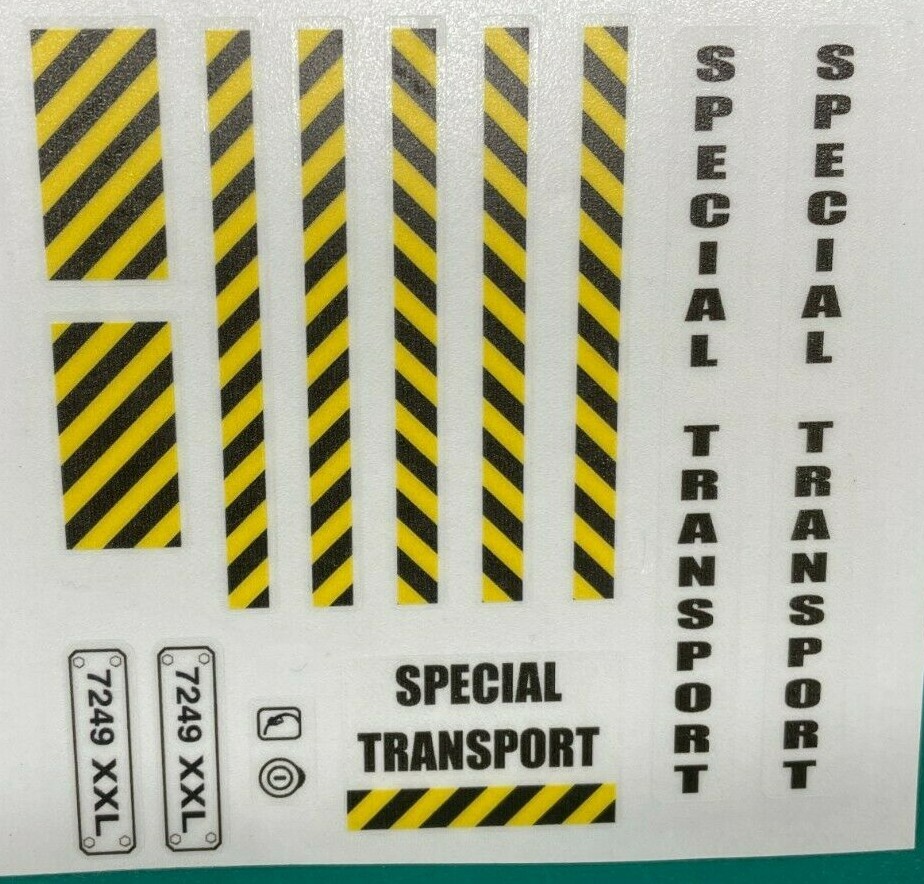 SPECIAL TRANSPORT
SPECIAL TRANSPORT
7249 XXL
7249 XXL
SPECIAL
TRANSPORT